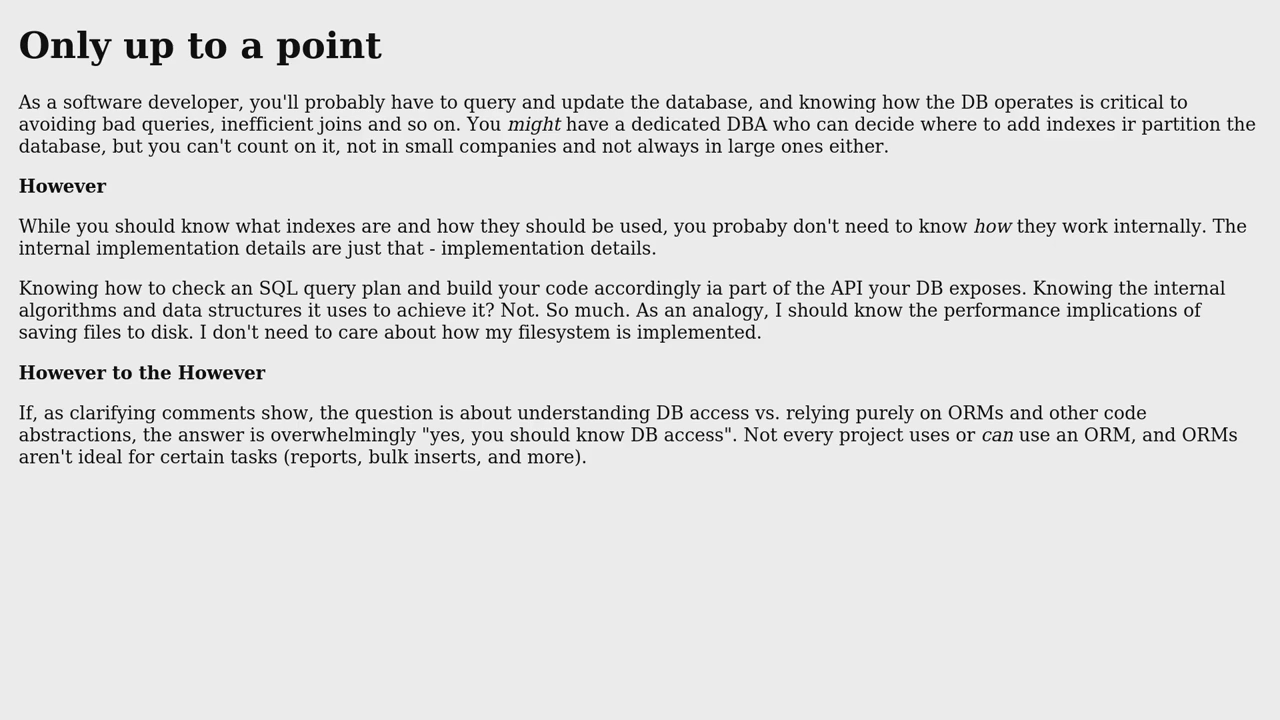 Only up to a point
As a software developer, you'll probably have to query and update the database, and knowing how the DB operates is critical to
avoiding bad queries, inefficient joins and so on. You might have a dedicated DBA who can decide where to add indexes ir partition the
database, but you can't count on it, not in small companies and not always in large ones either.
However
While you should know what indexes are and how they should be used, you probaby don't need to know how they work internally. The
internal implementation details are just that - implementation details.
Knowing how to check an SQL query plan and build your code accordingly ia part of the API your DB exposes. Knowing the internal
algorithms and data structures it uses to achieve it? Not. So much. As an analogy, I should know the performance implications of
saving files to disk. I don't need to care about how my filesystem is implemented.
However to the However
If, as clarifying comments show, the question is about understanding DB access vs. relying purely on ORMs and other code
abstractions, the answer is overwhelmingly "yes, you should know DB access". Not every project uses or can use an ORM, and ORMs
aren't ideal for certain tasks (reports, bulk inserts, and more).